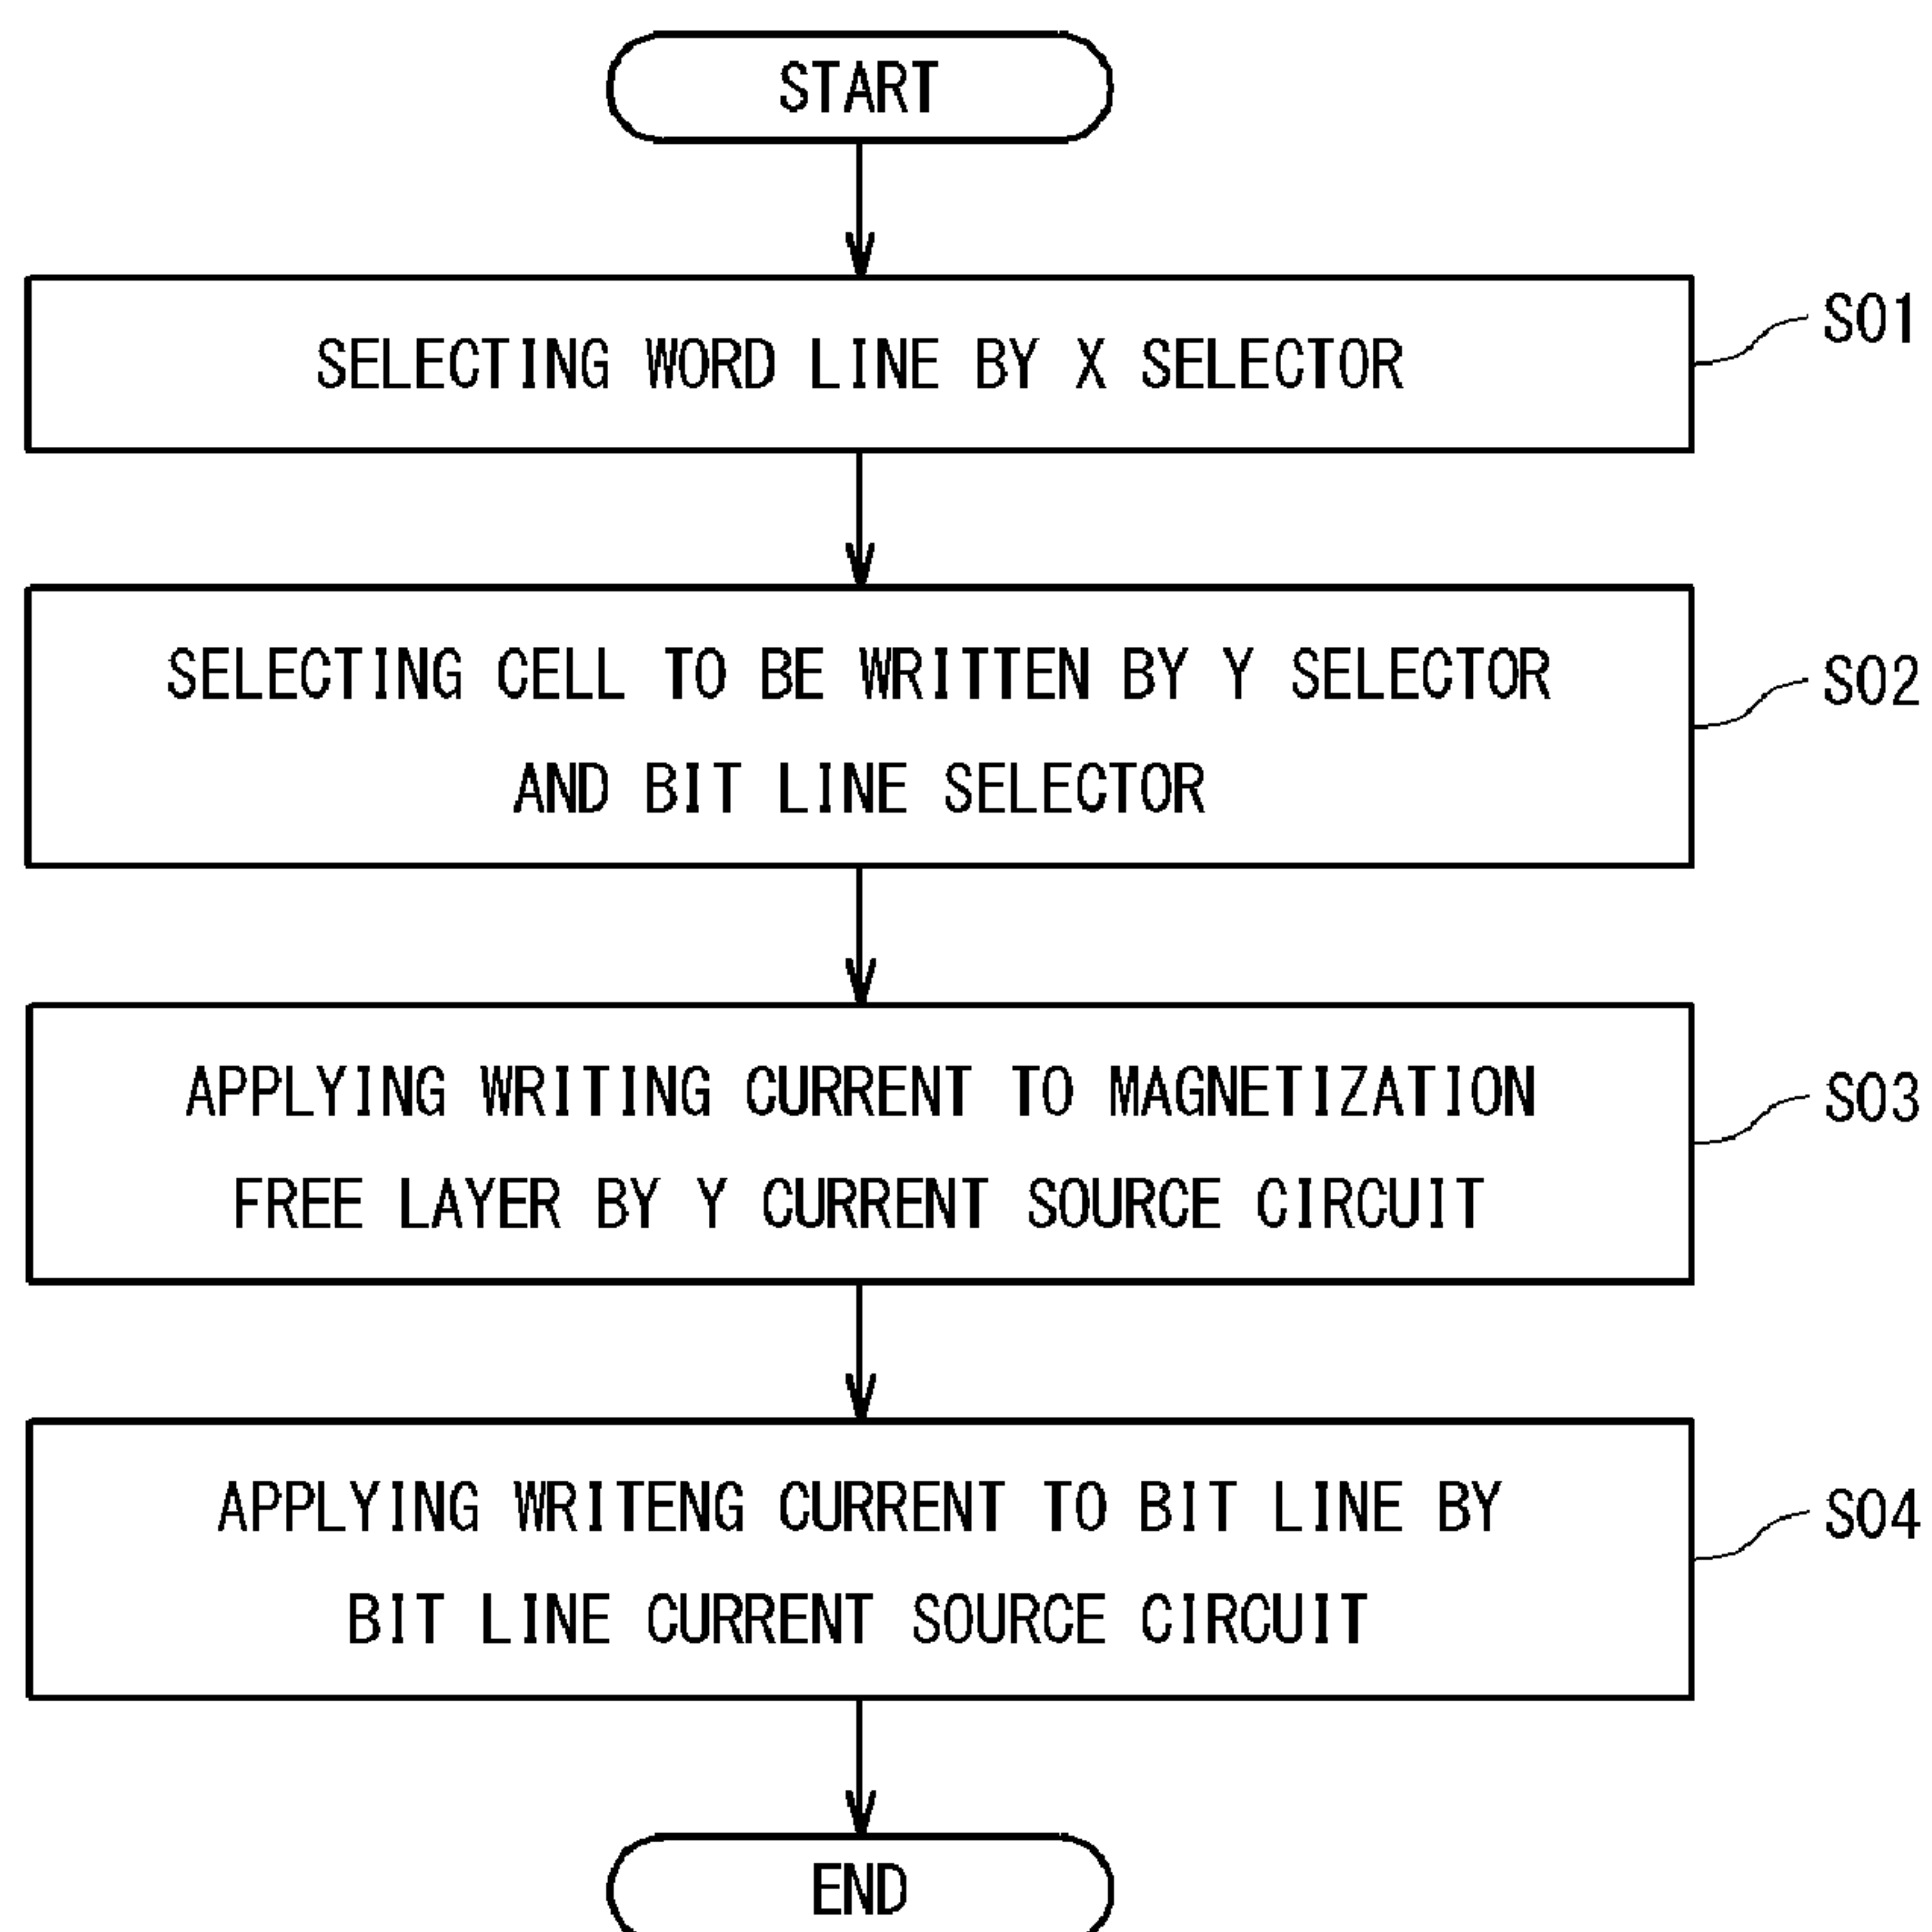 START
SELECTING WORD LINE BY X SELECTOR
S01
SELECTING CELL TO BE WRITTEN BY Y SELECTOR
AND BIT LINE SELECTOR
S02
APPLYING WRITING CURRENT TO MAGNETIZATION
FREE LAYER BY Y CURRENT SOURCE CIRCUIT
S03
APPLYING WRITENG CURRENT TO BIT LINE BY
BIT LINE CURRENT SOURCE CIRCUIT
S04
END